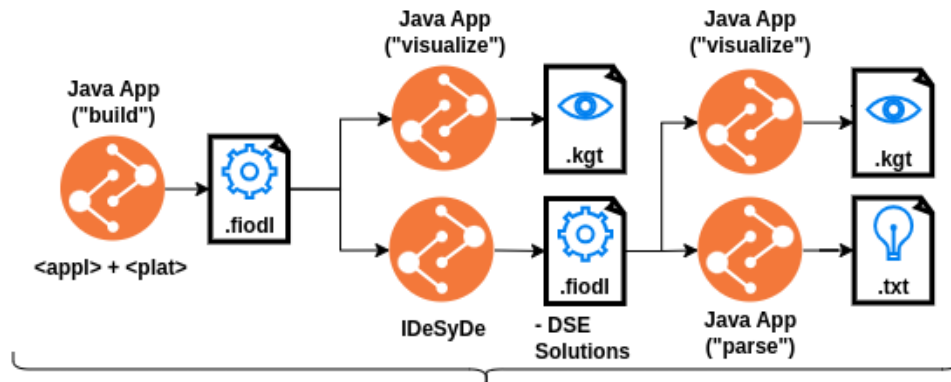 Java App
("visualize")
Java App
("visualize")
Java App
("build")
.kgt
.kgt
.fiodl
<appl> + <plat>
.fiodl
.txt
IDeSyDe
- DSE
Solutions
Java App
("parse")